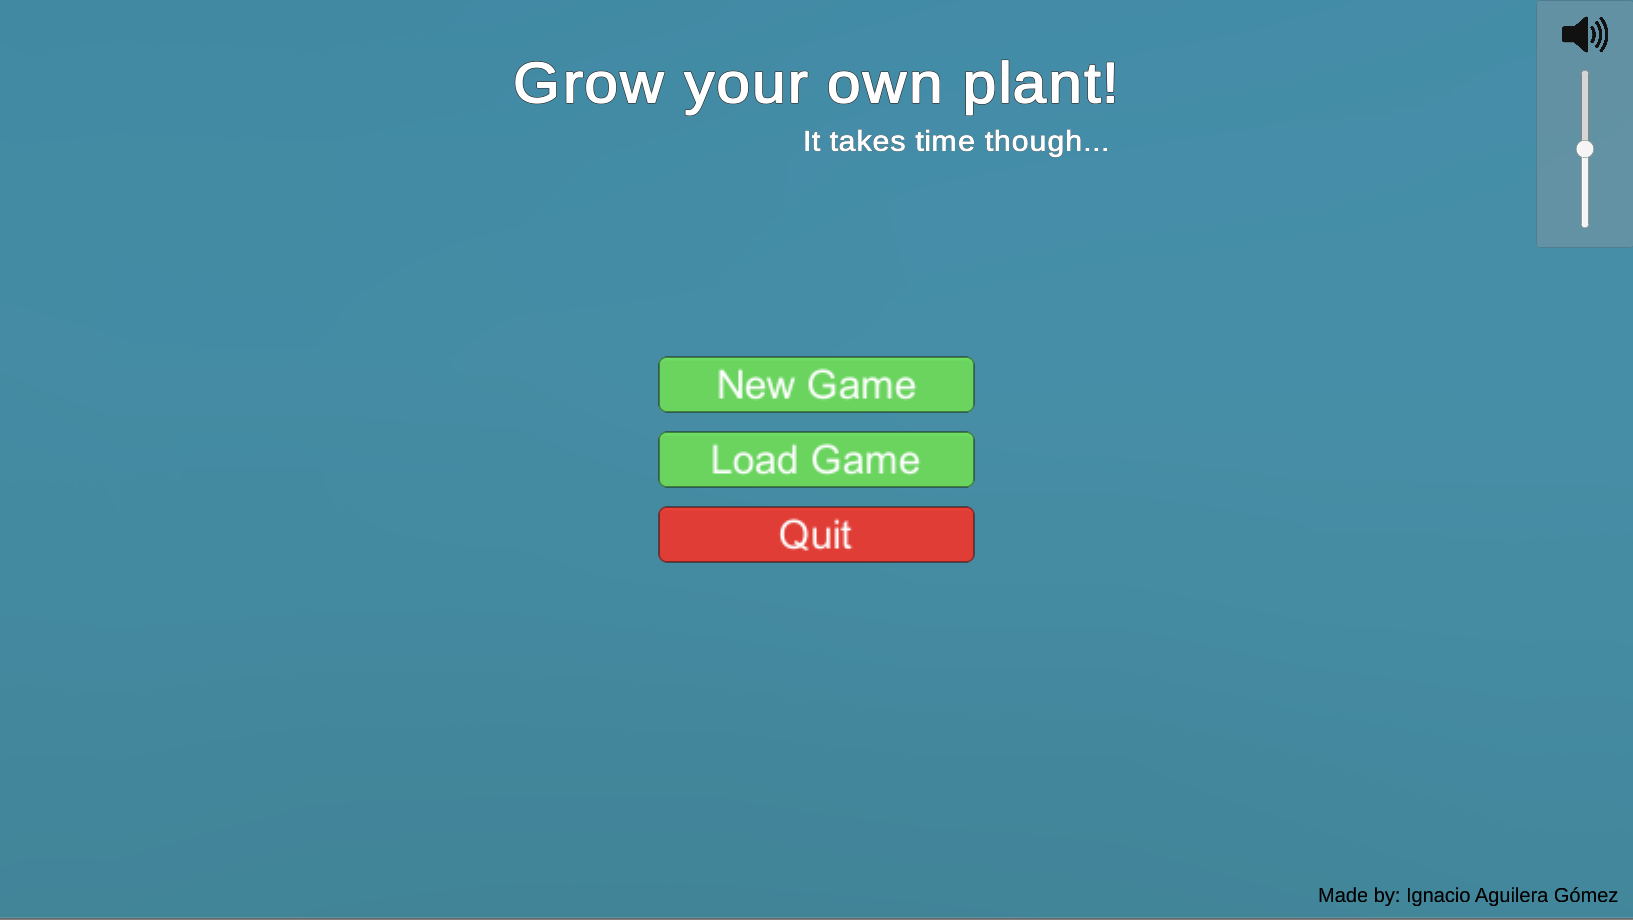 Grow your own plant!
It takes time though...
New Game
Load Game
Quit
Made by: Ignacio Aguilera Gómez